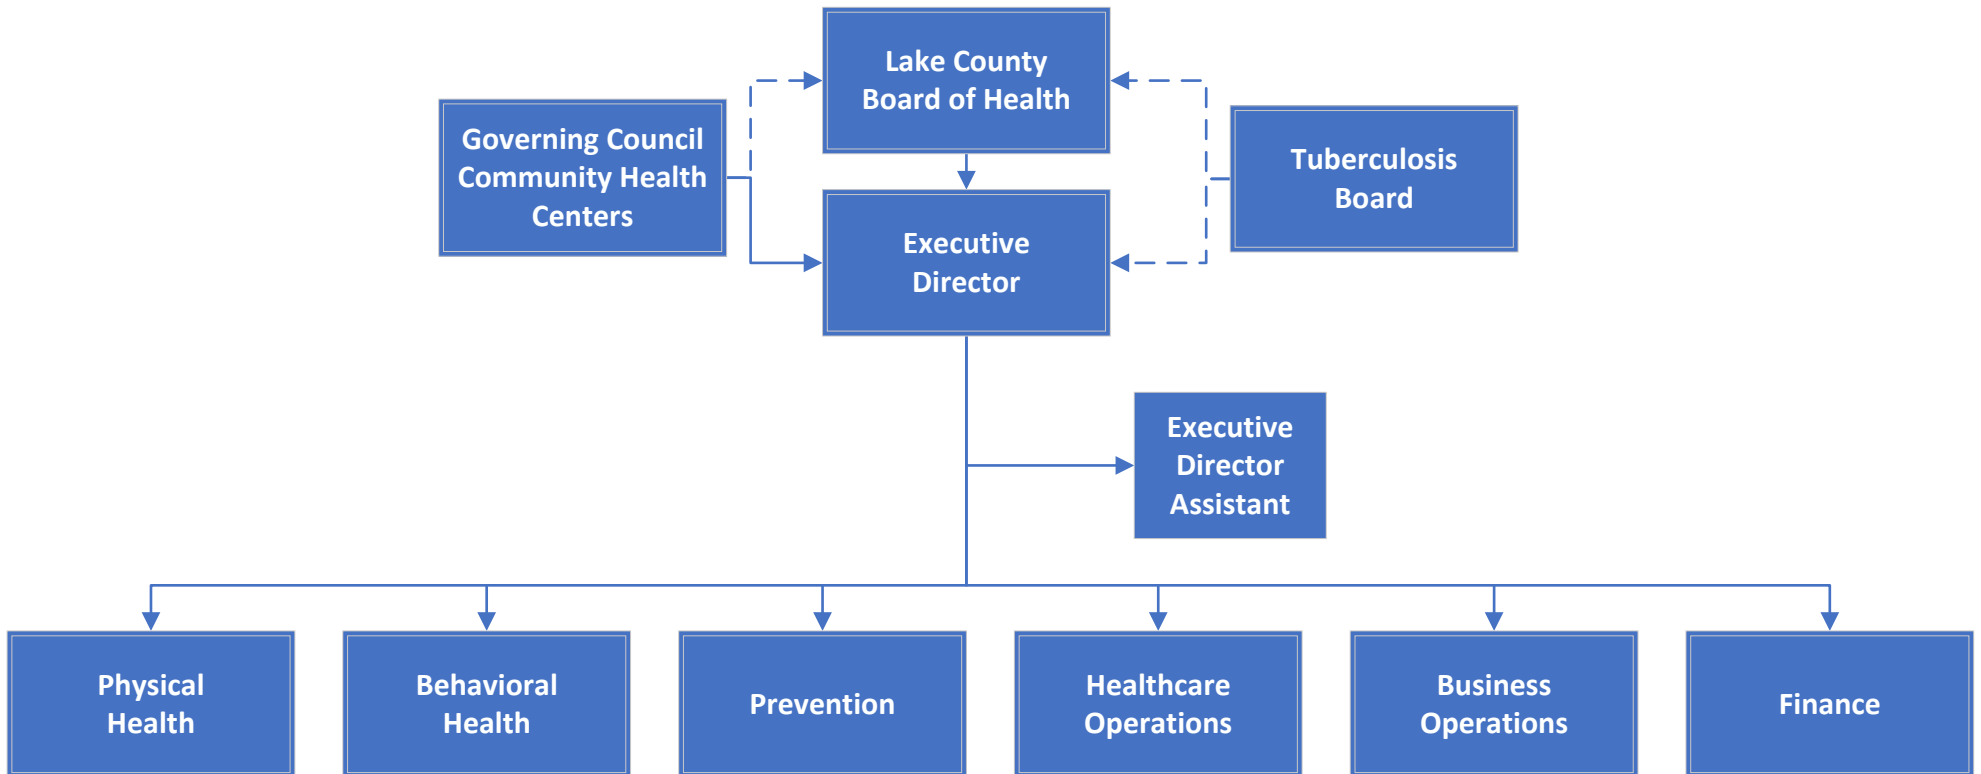 Lake County
Board of Health
Governing Council
Community Health
Centers
Tuberculosis
Board
Executive
Director
Executive
Director
Assistant
Physical
Health
Behavioral
Health
Prevention
Healthcare
Operations
Business
Operations
Finance